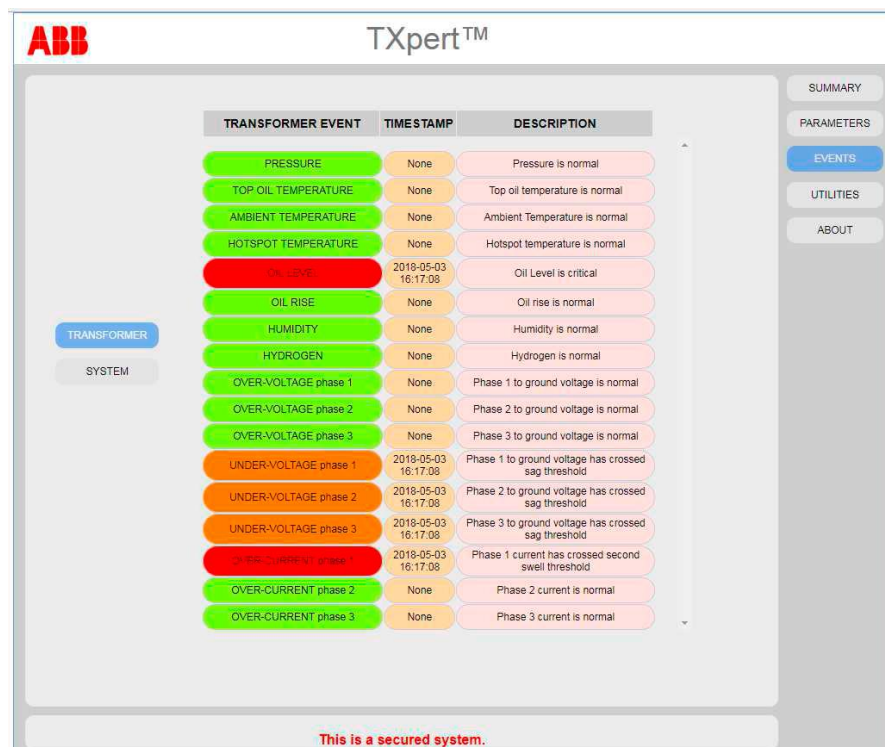 ABB
TXpert™
SUMMARY
PARAMETERS
EVENTS
UTILITIES
ABOUT
TRANSFORMER
SYSTEM
TRANSFORMER EVENT TIMESTAMP DESCRIPTION
PRESSURE None Pressure is normal
TOP OIL TEMPERATURE None Top oil temperature is normal
AMBIENT TEMPERATURE None Ambient Temperature is normal
HOTSPOT TEMPERATURE None Hotspot temperature is normal
OIL LEVEL 2018-05-03 Oil Level is critical
16:17:08
OIL RISE None Oil rise is normal
HUMIDITY None Humidity is normal
HYDROGEN None Hydrogen is normal
OVER-VOLTAGE phase 1 None Phase 1 to ground voltage is normal
OVER-VOLTAGE phase 2 None Phase 2 to ground voltage is normal
OVER-VOLTAGE phase 3 None Phase 3 to ground voltage is normal
UNDER-VOLTAGE phase 1 2018-05-03 Phase 1 to ground voltage has crossed
16:17:08 sag threshold
UNDER-VOLTAGE phase 2 2018-05-03 Phase 2 to ground voltage has crossed
16:17:08 sag threshold
UNDER-VOLTAGE phase 3 2018-05-03 Phase 3 to ground voltage has crossed
16:17:08 sag threshold
OVER-CURRENT phase 1 2018-05-03 Phase 1 current has crossed second
16:17:08 swell threshold
OVER-CURRENT phase 2 None Phase 2 current is normal
OVER-CURRENT phase 3 None Phase 3 current is normal
This is a secured system.